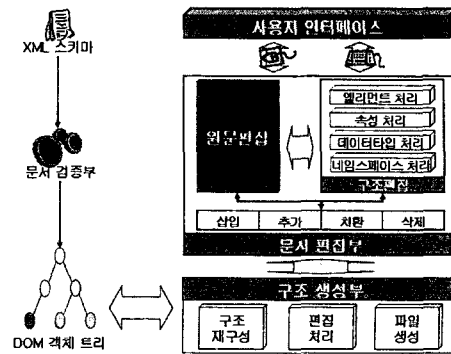 사용자 인터페이스
XML 스키마
엘리먼트 처리
속성 처리
데이터타입 처리
네임스페이스 처리
원문편집
구조편집
문서 검증부
삽입
추가
치환
삭제
문서 편집부
구조 생성부
구조
재구성
편집
처리
파일
생성
DOM 객체 트리